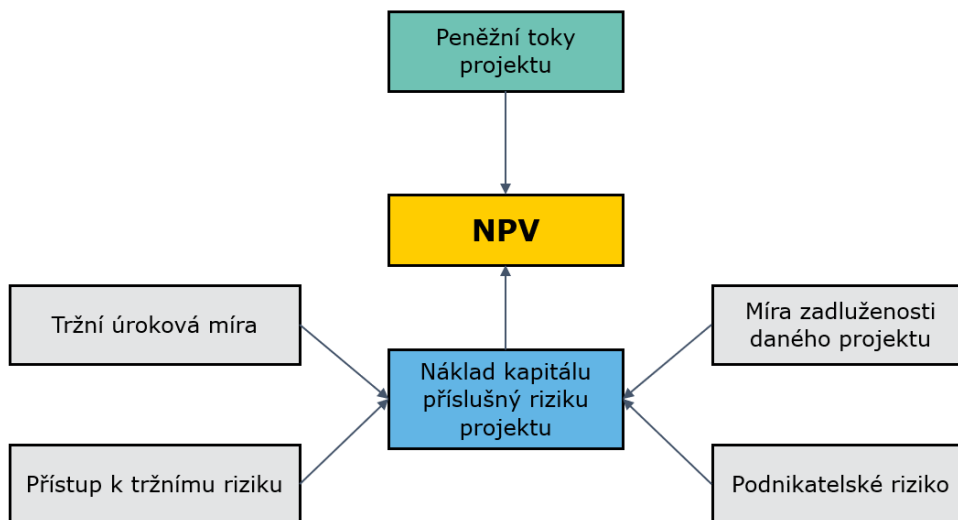 Peněžní toky
projektu
NPV
Tržní úroková míra
Míra zadluženosti
daného projektu
Náklad kapitálu
příslušný riziku
projektu
Přístup k tržnímu riziku
Podnikatelské riziko